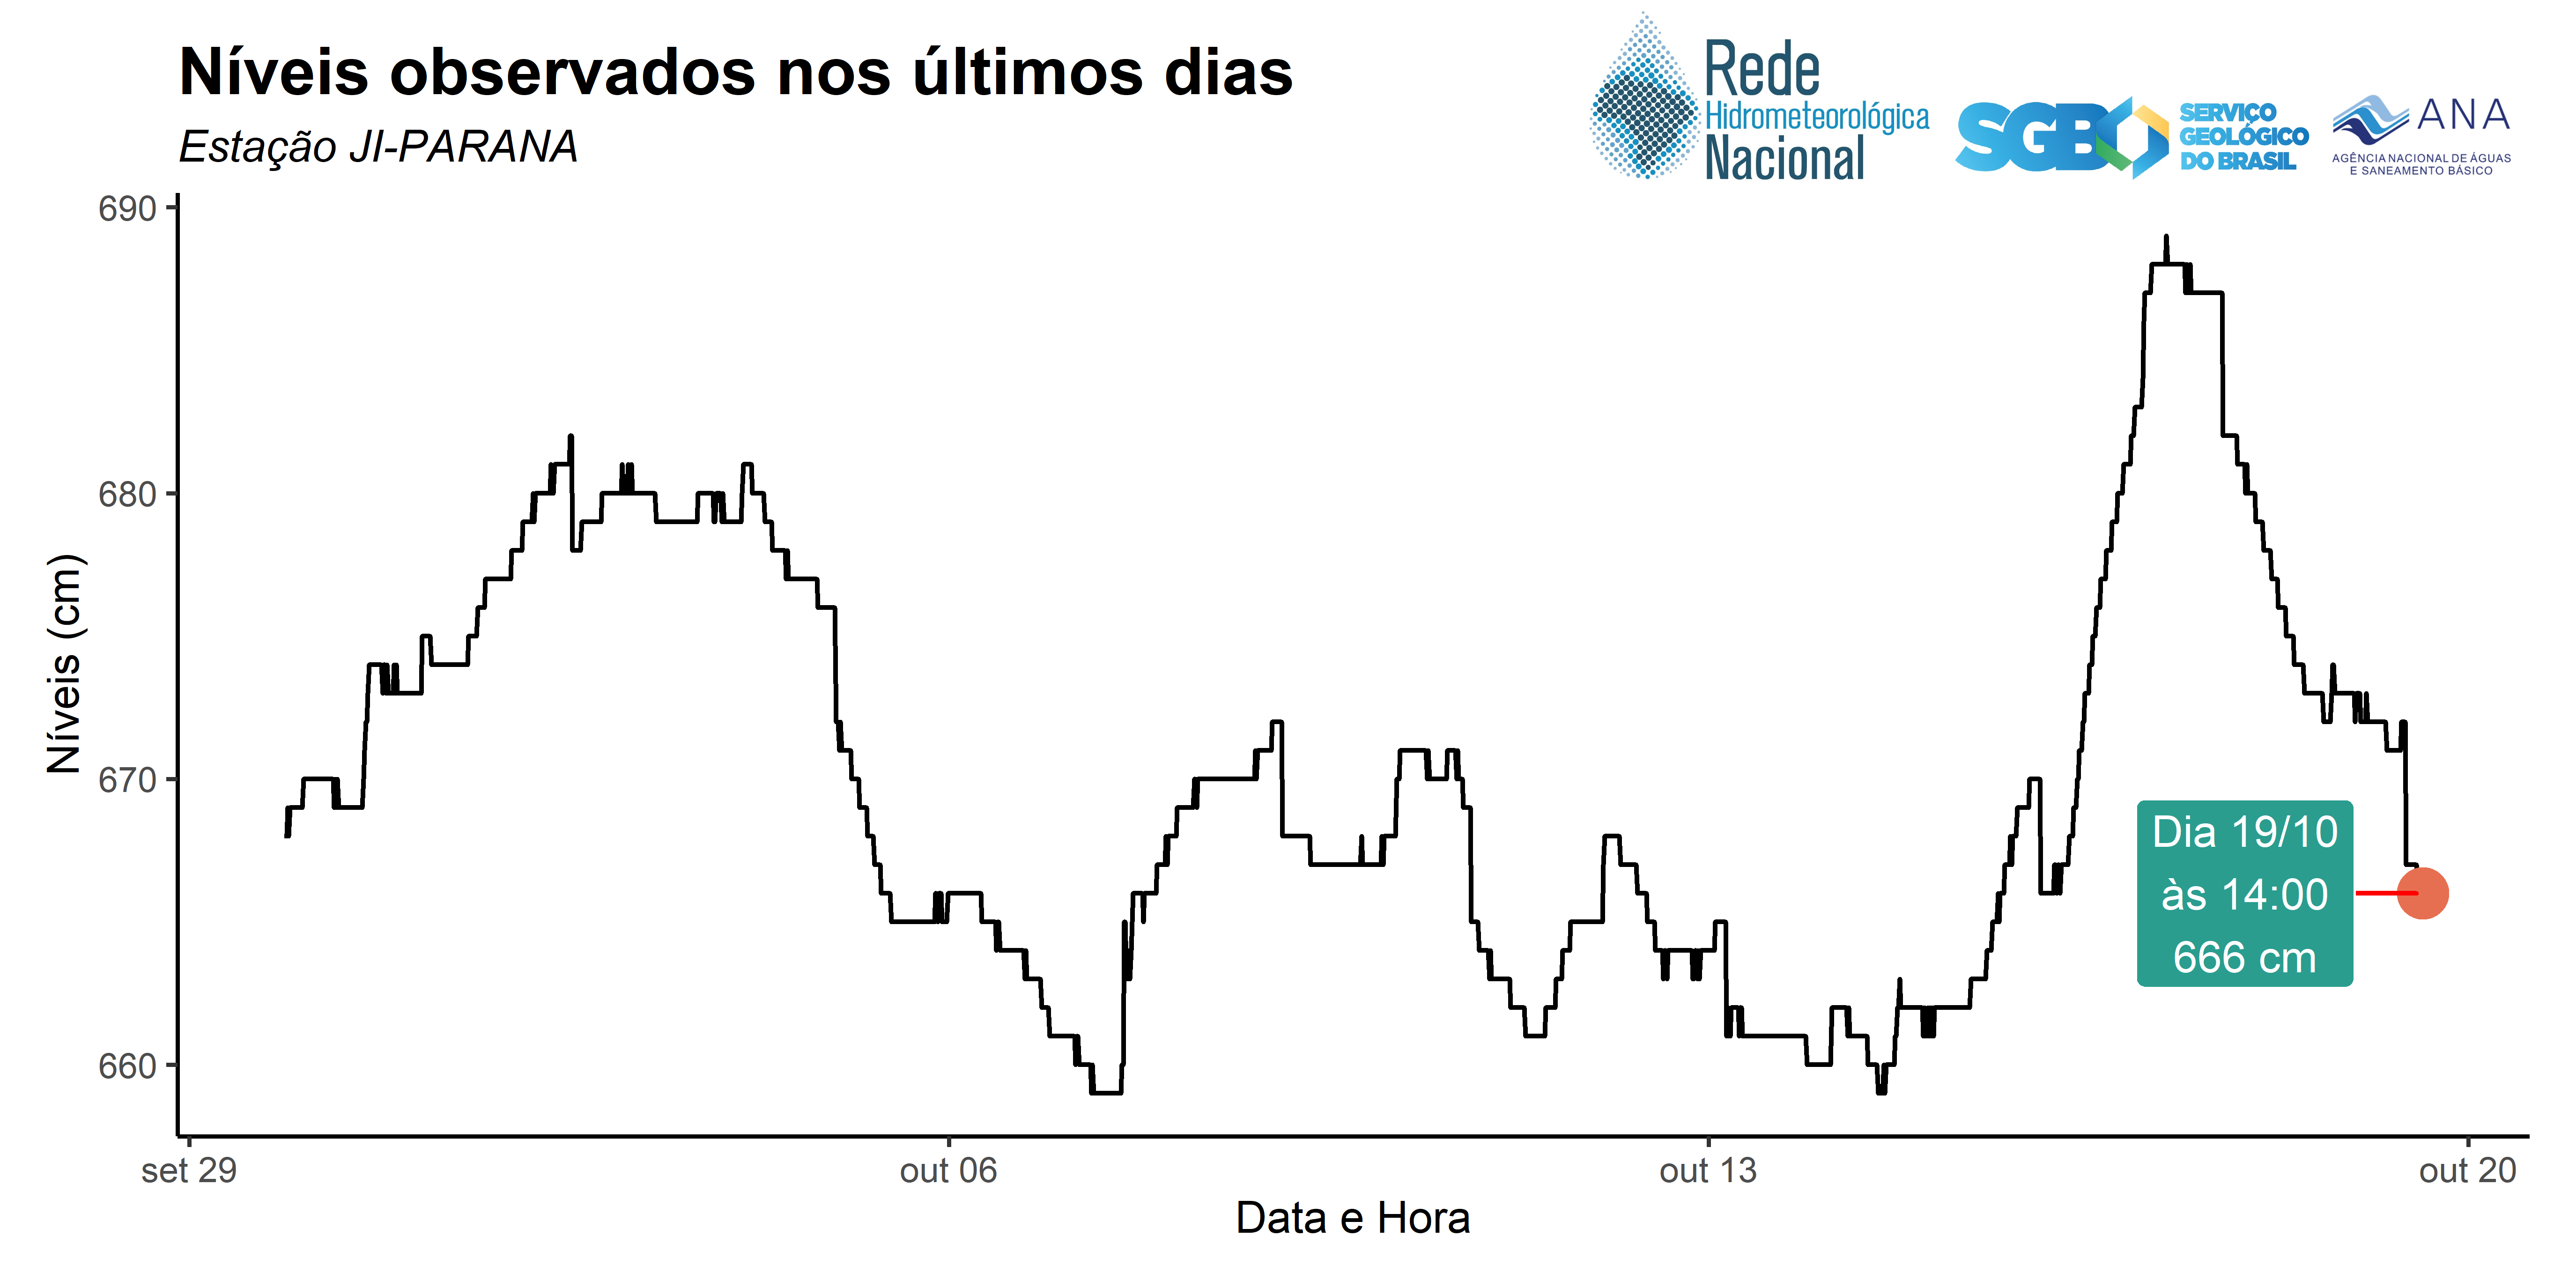 Níveis observados nos últimos dias
Estação JI-PARANA
Rede
Hidrometeorológica
Nacional
SGB
SERVIÇO
GEOLÓGICO
DO BRASIL
ANA
AGÊNCIA NACIONAL DE ÁGUAS
E SANEAMENTO BÁSICO
Níveis (cm)
690
680
670
660
Dia 19/10
às 14:00
666 cm
set 29
out 06
out 13
out 20
Data e Hora